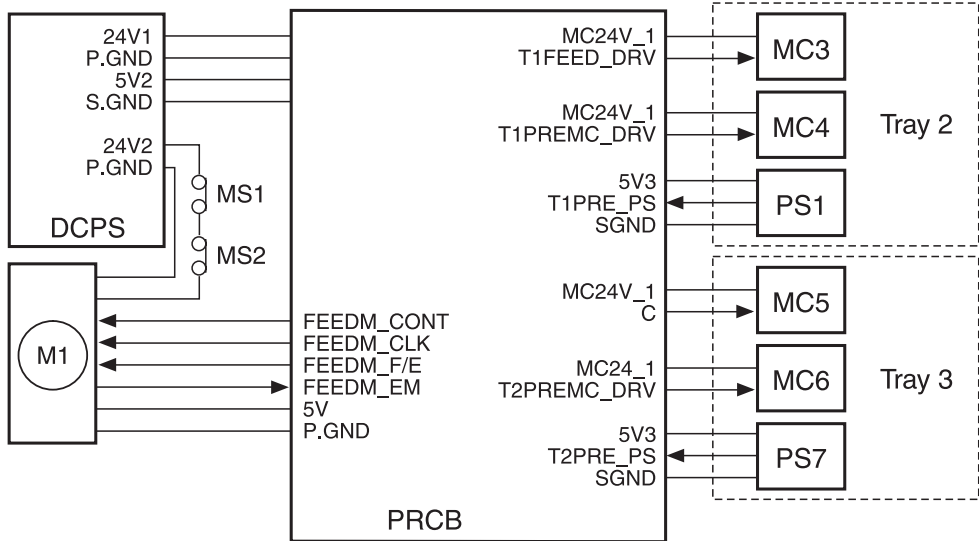 24V1
P.GND
5V2
S.GND
24V2
P.GND
DCPS
MS1
MS2
M1
FEEDM_CONT
FEEDM_CLK
FEEDM_F/E
FEEDM_EM
5V
P.GND
PRCB
MC24V_1
T1FEED_DRV
MC3
MC24V_1
T1PREMC_DRV
MC4
Tray 2
5V3
T1PRE_PS
SGND
PS1
MC24V_1
C
MC5
MC24_1
T2PREMC_DRV
MC6
Tray 3
5V3
T2PRE_PS
SGND
PS7